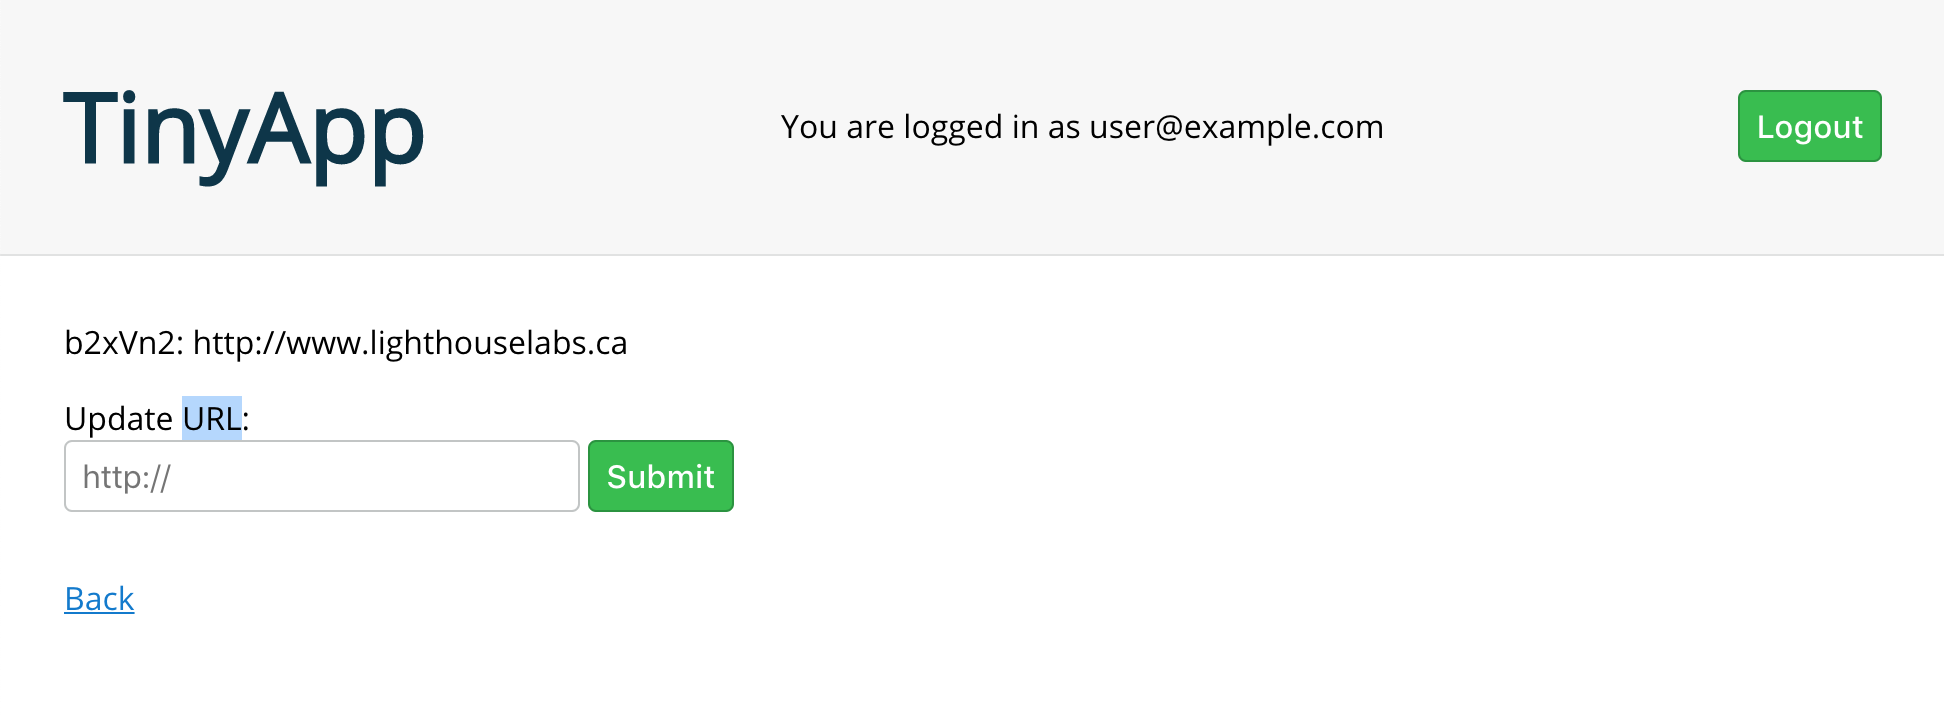 TinyApp
You are logged in as user@example.com
Logout
b2xVn2: http://www.lighthouselabs.ca
Update URL:
http://
Submit
Back